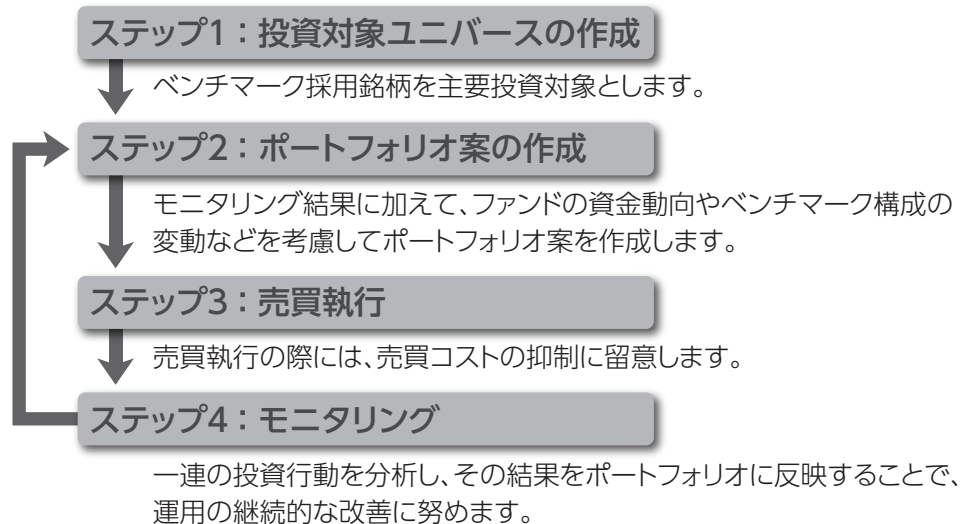 ステップ1：投資対象ユニバースの作成
ベンチマーク採用銘柄を主要投資対象とします。
ステップ2：ポートフォリオ案の作成
モニタリング結果に加えて、ファンドの資金動向やベンチマーク構成の
変動などを考慮してポートフォリオ案を作成します。
ステップ3：売買執行
売買執行の際には、売買コストの抑制に留意します。
ステップ4：モニタリング
一連の投資行動を分析し、その結果をポートフォリオに反映することで、
運用の継続的な改善に努めます。